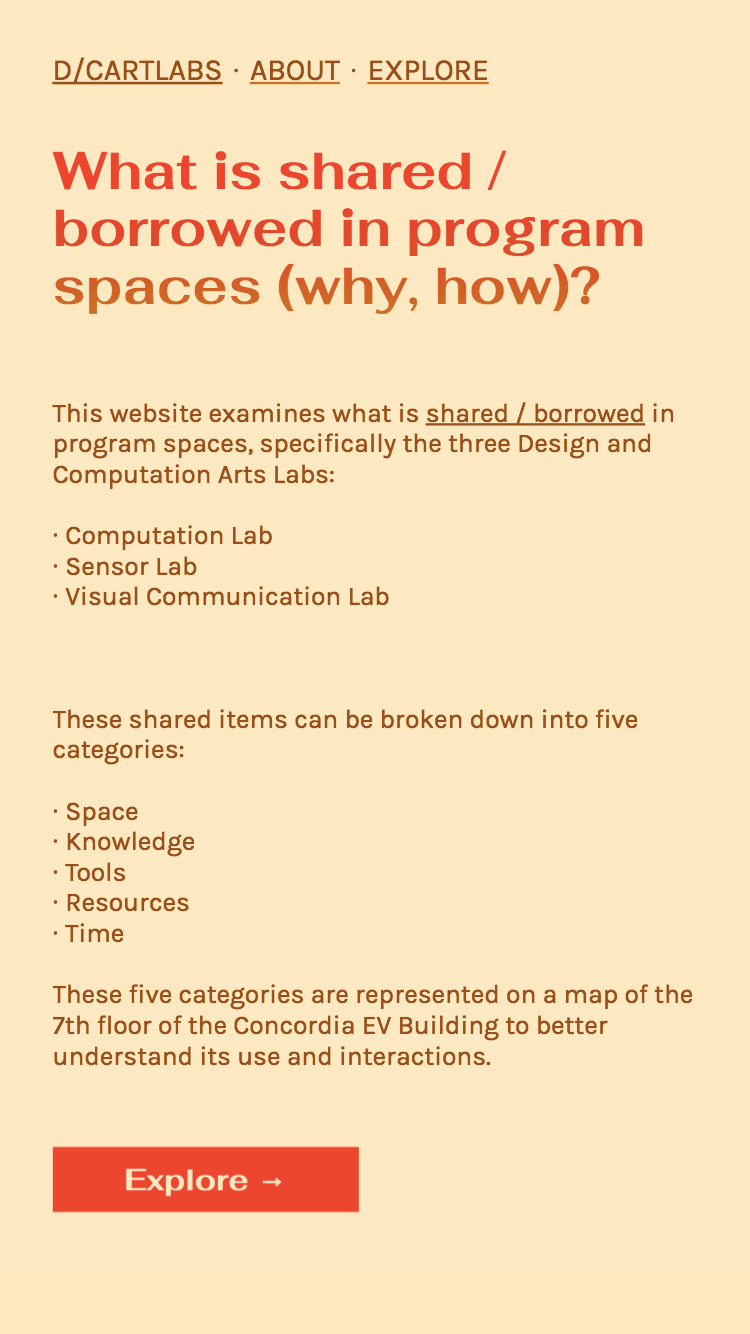 D/CARTLABS · ABOUT · EXPLORE
What is shared /
borrowed in program
spaces (why, how)?
This website examines what is shared / borrowed in
program spaces, specifically the three Design and
Computation Arts Labs:
· Computation Lab
· Sensor Lab
· Visual Communication Lab
These shared items can be broken down into five
categories:
· Space
· Knowledge
· Tools
· Resources
· Time
These five categories are represented on a map of the
7th floor of the Concordia EV Building to better
understand its use and interactions.
Explore →